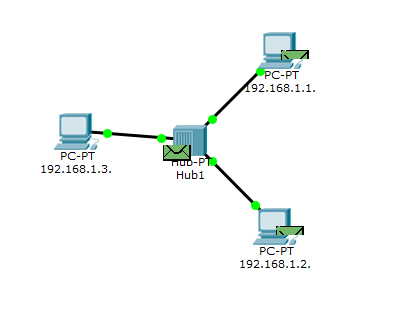 PC-PT
192.168.1.1.
PC-PT
192.168.1.3.
Hub-PT
Hub1
PC-PT
192.168.1.2.